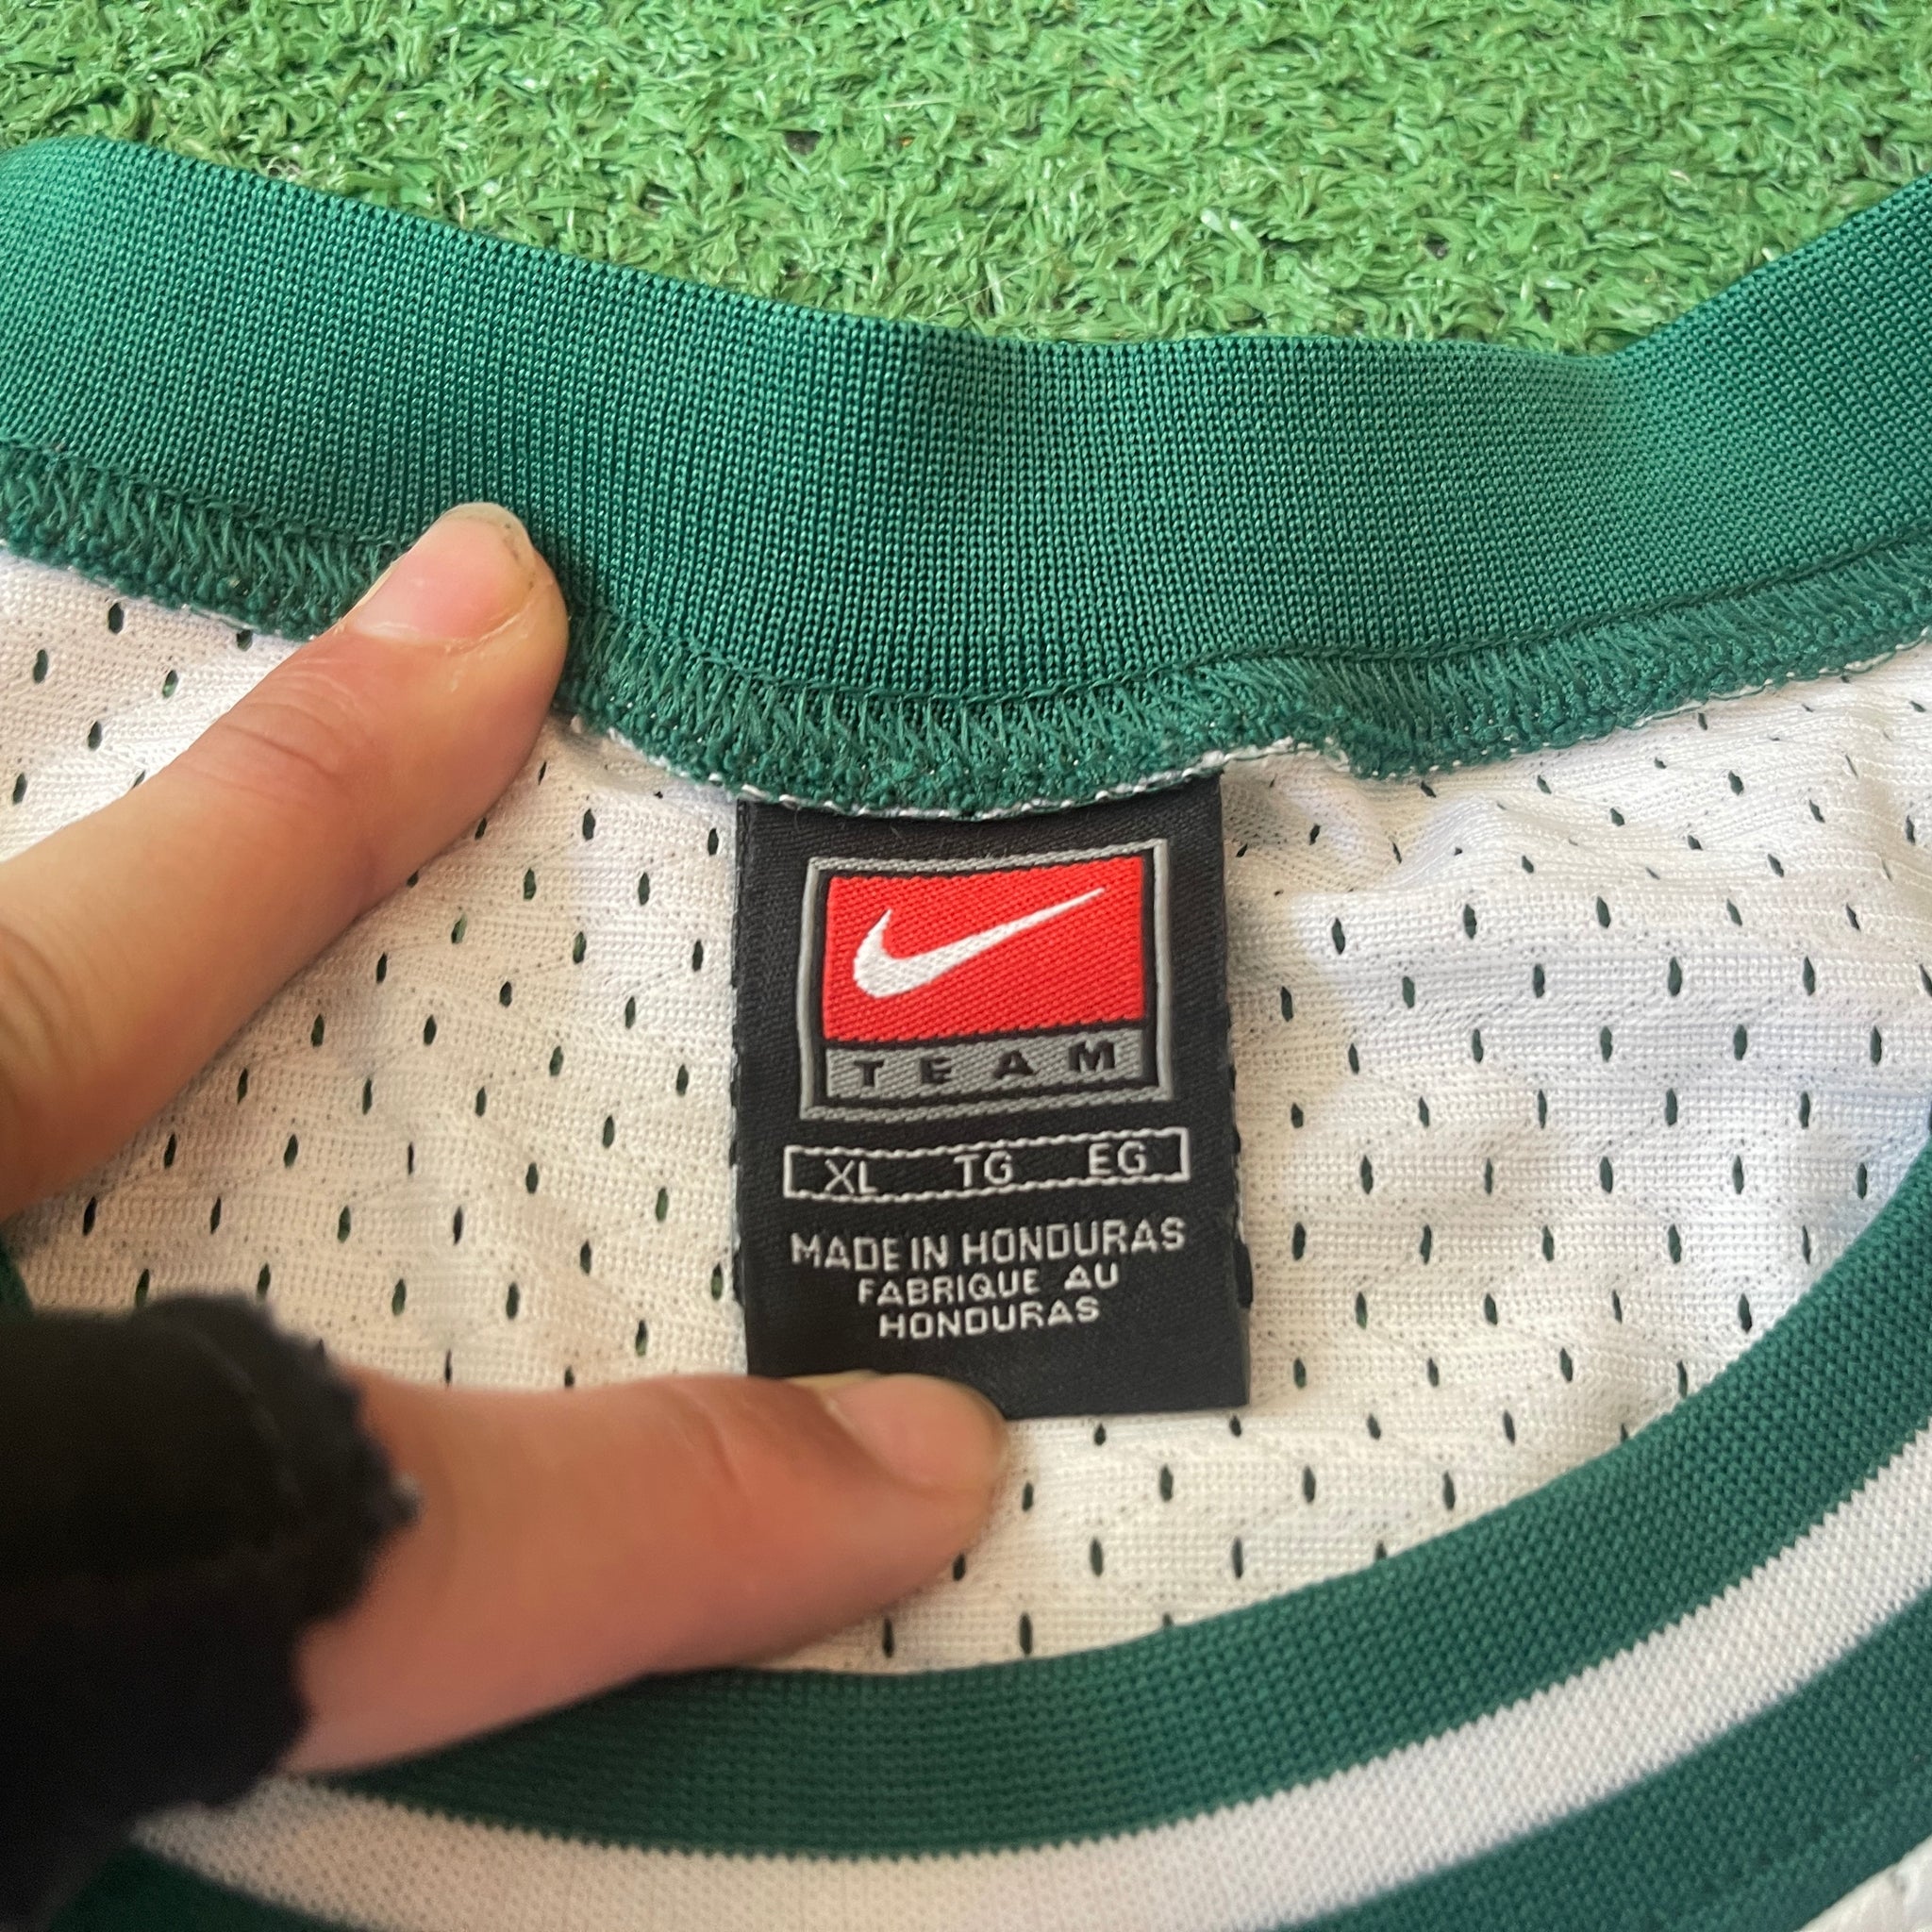 TEAM
XL TG EG
MADE IN HONDURAS
FABRIQUE AU
HONDURAS